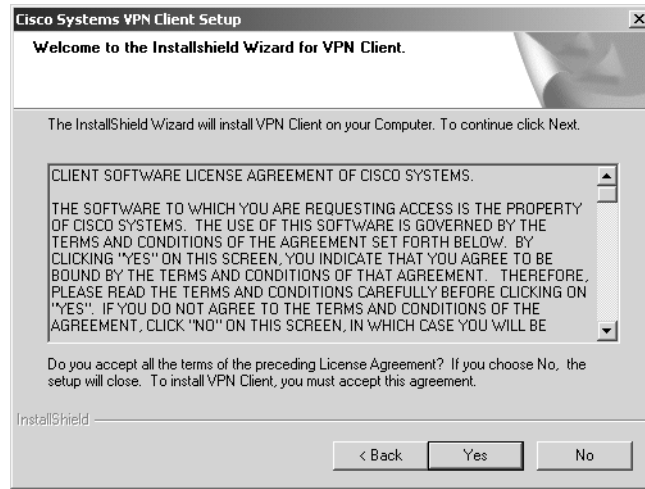 Cisco Systems VPN Client Setup
Welcome to the Installshield Wizard for VPN Client.
The InstallShield Wizard will install VPN Client on your Computer. To continue click Next.
CLIENT SOFTWARE LICENSE AGREEMENT OF CISCO SYSTEMS.
THE SOFTWARE TO WHICH YOU ARE REQUESTING ACCESS IS THE PROPERTY
OF CISCO SYSTEMS. THE USE OF THIS SOFTWARE IS GOVERNED BY THE
TERMS AND CONDITIONS OF THE AGREEMENT SET FORTH BELOW. BY
CLICKING "YES" ON THIS SCREEN, YOU INDICATE THAT YOU AGREE TO BE
BOUND BY THE TERMS AND CONDITIONS OF THAT AGREEMENT. THEREFORE,
PLEASE READ THE TERMS AND CONDITIONS CAREFULLY BEFORE CLICKING ON
"YES". IF YOU DO NOT AGREE TO THE TERMS AND CONDITIONS OF THE
AGREEMENT, CLICK "NO" ON THIS SCREEN, IN WHICH CASE YOU WILL BE
Do you accept all the terms of the preceding License Agreement? If you choose No, the
setup will close. To install VPN Client, you must accept this agreement.
InstallShield
< Back
Yes
No